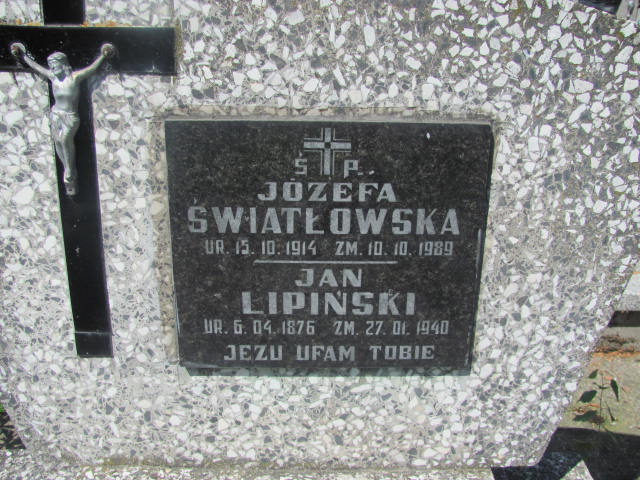 Ś P.
JÓZEFA
ŚWIATŁOWSKA
UR. 15. 10. 1914 ZM. 10. 10. 1989
JAN
LIPIŃSKI
UR. 6. 04. 1876 ZM. 27. 01. 1940
JEZU UFAM TOBIE